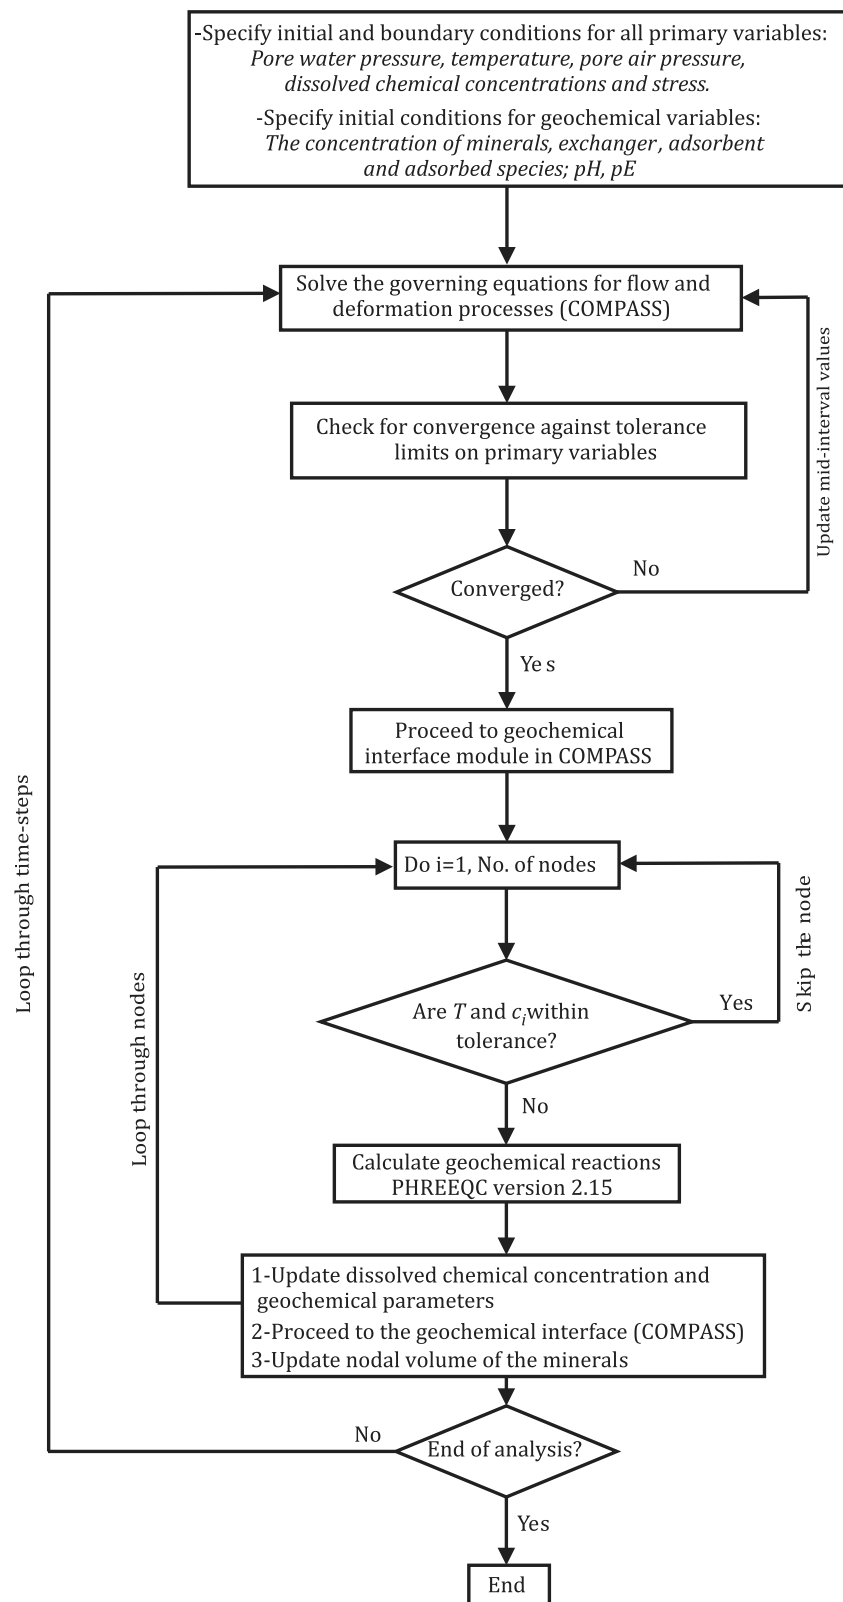 -Specify initial and boundary conditions for all primary variables:
Pore water pressure, temperature, pore air pressure,
dissolved chemical concentrations and stress.
-Specify initial conditions for geochemical variables:
The concentration of minerals, exchanger, adsorbent
and adsorbed species; pH, pE
Solve the governing equations for flow and
deformation processes (COMPASS)
Update mid-interval values
Check for convergence against tolerance
limits on primary variables
Converged?
No
Yes
Proceed to geochemical
interface module in COMPASS
Loop through time-steps
Do i=1, No. of nodes
Skip the node
Are T and ciwithin
tolerance?
Yes
Loop through nodes
No
Calculate geochemical reactions
PHREEQC version 2.15
1-Update dissolved chemical concentration and
geochemical parameters
2-Proceed to the geochemical interface (COMPASS)
3-Update nodal volume of the minerals
No
End of analysis?
Yes
End